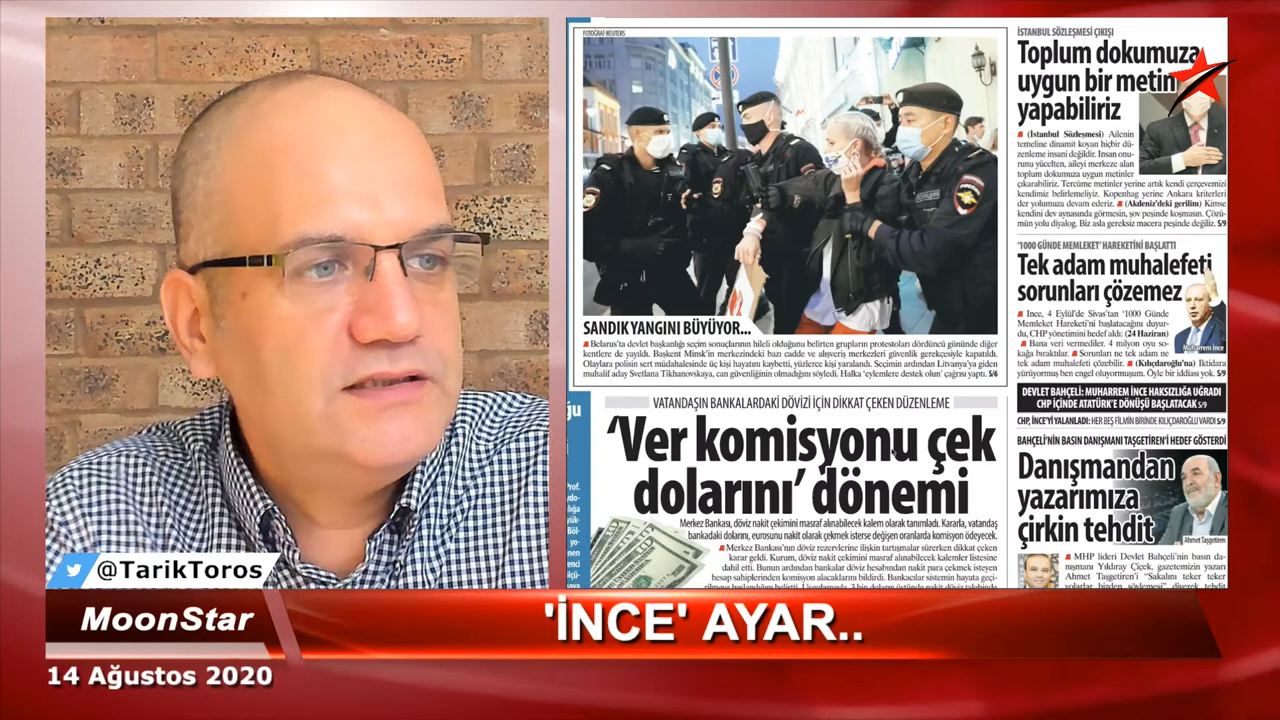 FOTOĞRAF: REUTERS
SANDIK YANGINI BÜYÜYOR...
Belarus'ta devlet başkanlığı seçim sonuçlarının hileli olduğunu belirten grupların protestoları dördüncü gününde diğer
kentlere de yayıldı. Başkent Minsk'in merkezindeki bazı cadde ve alışveriş merkezleri güvenlik gerekçesiyle kapatıldı.
Olaylara polisin sert müdahalesinde üç kişi hayatını kaybetti, yüzlerce kişi yaralandı. Seçimin ardından Litvanya'ya giden
muhalif aday Svetlana Tikhanovskaya, can güvenliğinin olmadığını söyledi. Halka 'eylemlere destek olun' çağrısı yaptı. S/6
VATANDAŞIN BANKALARDAKİ DÖVİZİ İÇİN DİKKAT ÇEKEN DÜZENLEME
'Ver komisyonu çek
dolarını' dönemi
Merkez Bankası, döviz nakit çekimini masraf alınabilecek kalem olarak tanımladı. Kararla, vatandaş
bankadaki dolarını, eurosunu nakit olarak çekmek isterse değişen oranlarda komisyon ödeyecek.
Merkez Bankası'nın döviz rezervlerine ilişkin tartışmalar sürerken dikkat çeken
karar geldi. Kurum, döviz nakit çekimini masraf alınabilecek kalemler listesine
dahil etti. Bunun ardından bankalar döviz hesabından nakit para çekmek isteyen
hesap sahiplerinden komisyon alacaklarını bildirdi. Bankacılar sistemin hayata geçi-
İSTANBUL SÖZLEŞMESİ ÇIKIŞI
Toplum dokumuza
uygun bir metin
yapabiliriz
(İstanbul Sözleşmesi) Ailenin
temeline dinamit koyan hiçbir dü-
zenleme insani değildir. İnsan onu-
runu yücelten, aileyi merkeze alan
toplum dokumuza uygun metinler
çıkarabiliriz. Tercüme metinler yerine artık kendi çerçevemizi
kendimiz belirlemeliyiz. Kopenhag yerine Ankara kriterleri
der yolumuza devam ederiz. (Akdeniz'deki gerilim) Kimse
kendini dev aynasında görmesin, şov peşinde koşmasın. Çözü-
mün yolu diyalog. Biz asla gereksiz macera peşinde değiliz. S/9
'1000 GÜNDE MEMLEKET' HAREKETİNİ BAŞLATTI
Tek adam muhalefeti
sorunları çözemez
İnce, 4 Eylül'de Sivas'tan '1000 Günde
Memleket Hareketi'ni başlatacağını duyur-
du, CHP yönetimini hedef aldı: (24 Haziran)
Bana veri vermediler. 4 milyon oyu so-
kağa bıraktılar. Sorunları ne tek adam ne
tek adam muhalefeti çözebilir. (Kılıçdaroğlu'na) İktidara
yürüyormuş ben engel oluyormuşum. Öyle bir iddiası yok. S/9
Muharrem İnce
DEVLET BAHÇELİ: MUHARREM İNCE HAKSIZLIĞA UĞRADI
CHP İÇİNDE ATATÜRK'E DÖNÜŞÜ BAŞLATACAK S/9
CHP, İNCE'Yİ YALANLADI: HER BEŞ FİLMİN BİRİNDE KILIÇDAROĞLU VARDI S/9
BAHÇELİ'NİN BASIN DANIŞMANI TAŞGETİREN'İ HEDEF GÖSTERDİ
Danışmandan
yazarımıza
çirkin tehdit
Ahmet Taşgetiren
MHP lideri Devlet Bahçeli'nin basın da-
nışmanı Yıldıray Çiçek, gazetemizin yazarı
Ahmet Taşgetiren'i "Sakalını teker teker
@TarikToros
MoonStar
'İNCE' AYAR..
14 Ağustos 2020